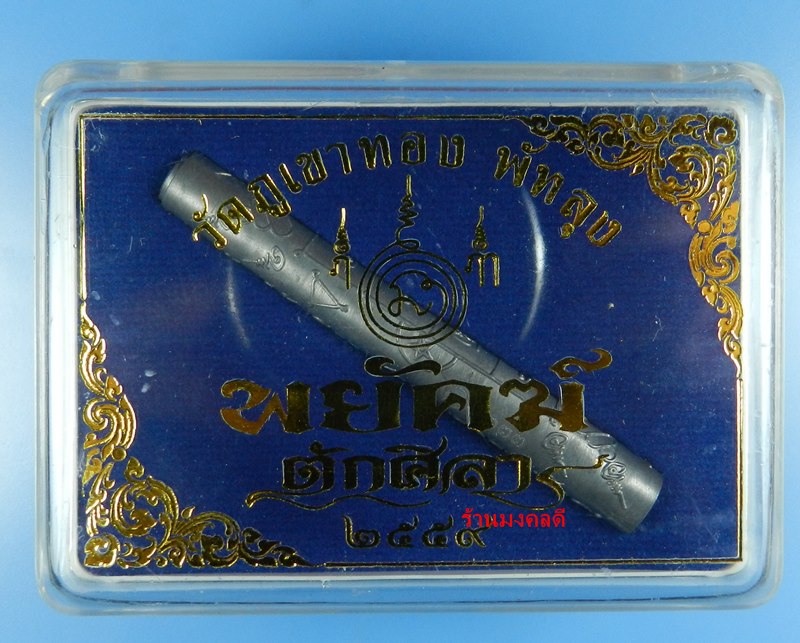 วัดภูเขาทอง พัทลุง
พยัคฆ์
ตักศิลา
ร้านมงคลดี
๒๕๕๙